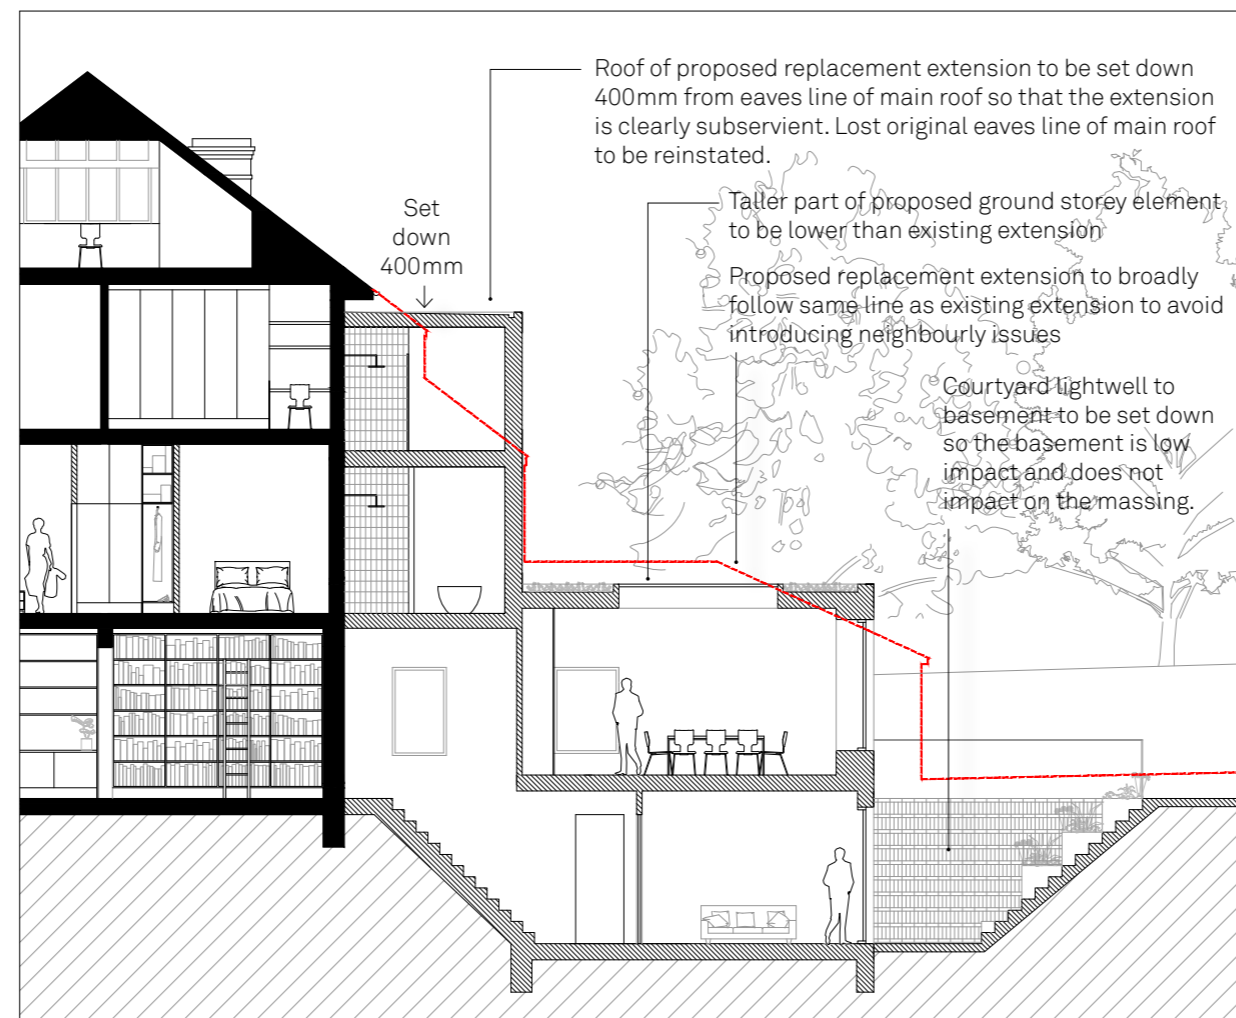 Roof of proposed replacement extension to be set down
400mm from eaves line of main roof so that the extension
is clearly subservient. Lost original eaves line of main roof
to be reinstated.
Set
down
400mm
Taller part of proposed ground storey element
to be lower than existing extension
Proposed replacement extension to broadly
follow same line as existing extension to avoid
introducing neighbourly issues
Courtyard lightwell to
basement to be set down
so the basement is low
impact and does not
impact on the massing.